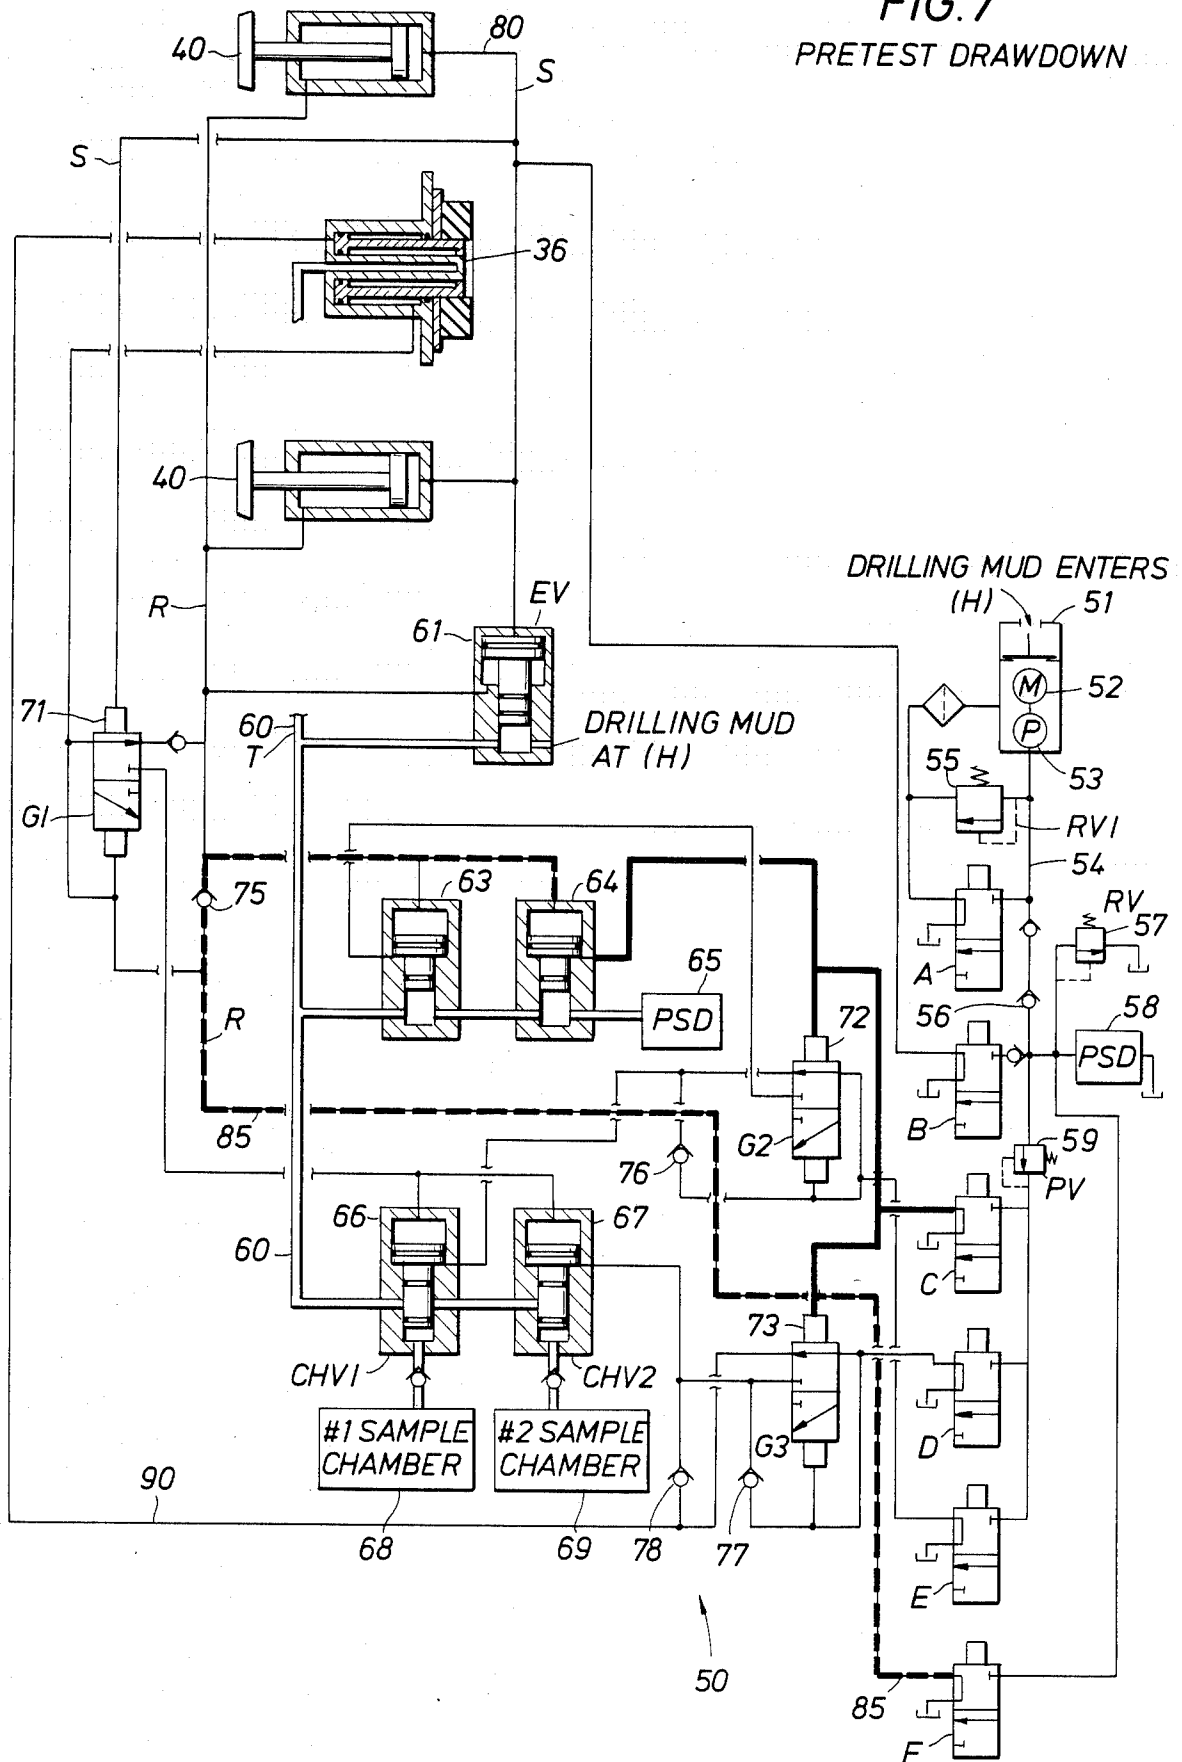 FIG. 7
PRETEST DRAWDOWN
40
80
S
S
36
40
DRILLING MUD ENTERS
(H)
51
R
EV
61
M
52
71
60
T
DRILLING MUD
AT (H)
P
53
55
G1
RV1
54
63
64
RV
57
75
A
65
PSD
R
56
58
72
PSD
85
B
G2
59
76
PV
66
67
60
C
73
CHV1
CHV2
#1 SAMPLE
CHAMBER
#2 SAMPLE
CHAMBER
G3
D
90
68
69
78
77
E
50
85
F